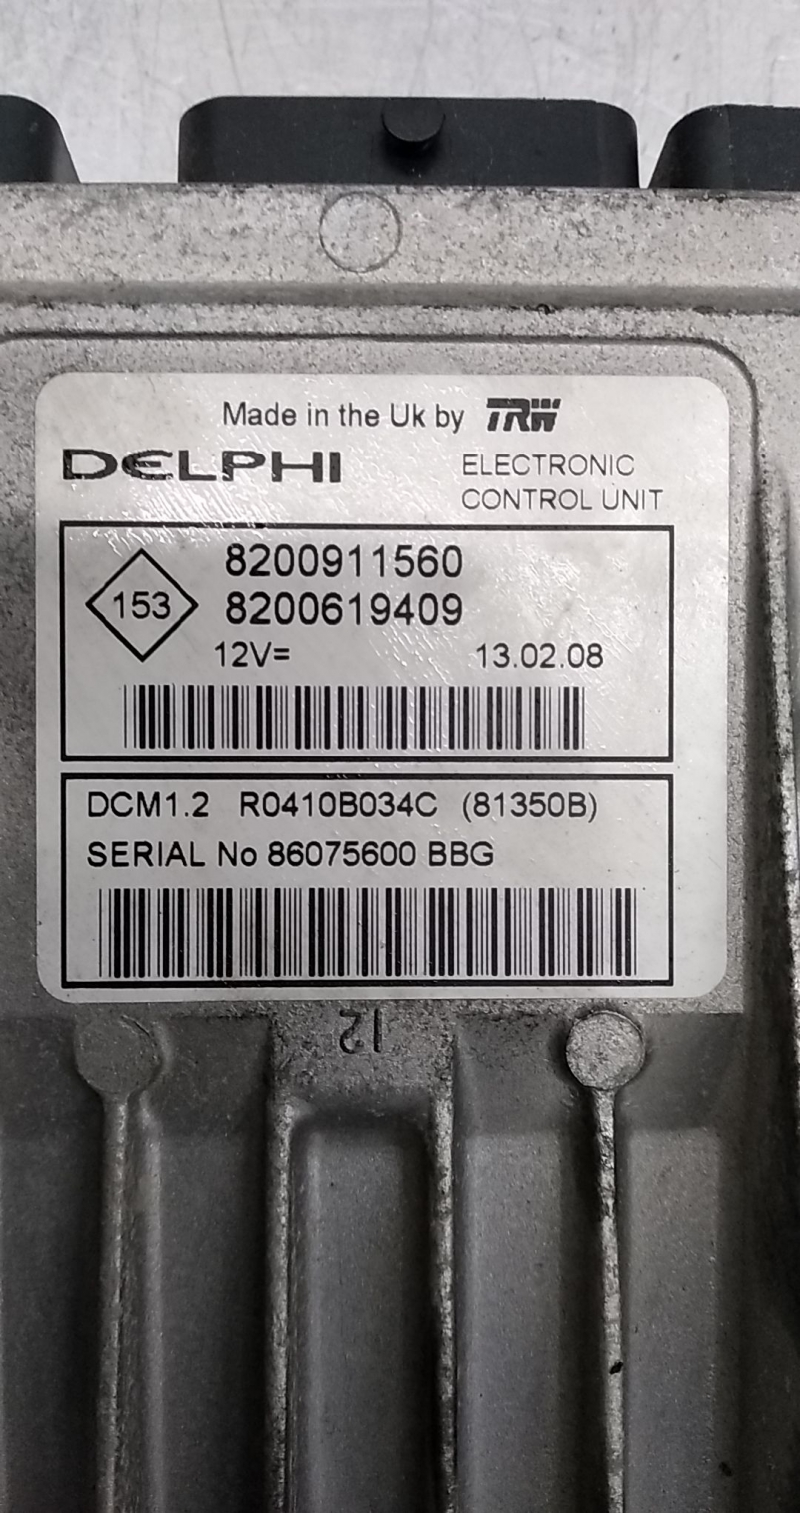 Made in the Uk by TRW
DELPHI
ELECTRONIC
CONTROL UNIT
153
8200911560
8200619409
12V=
13.02.08
DCM1.2 R0410B034C (81350B)
SERIAL No 86075600 BBG
12